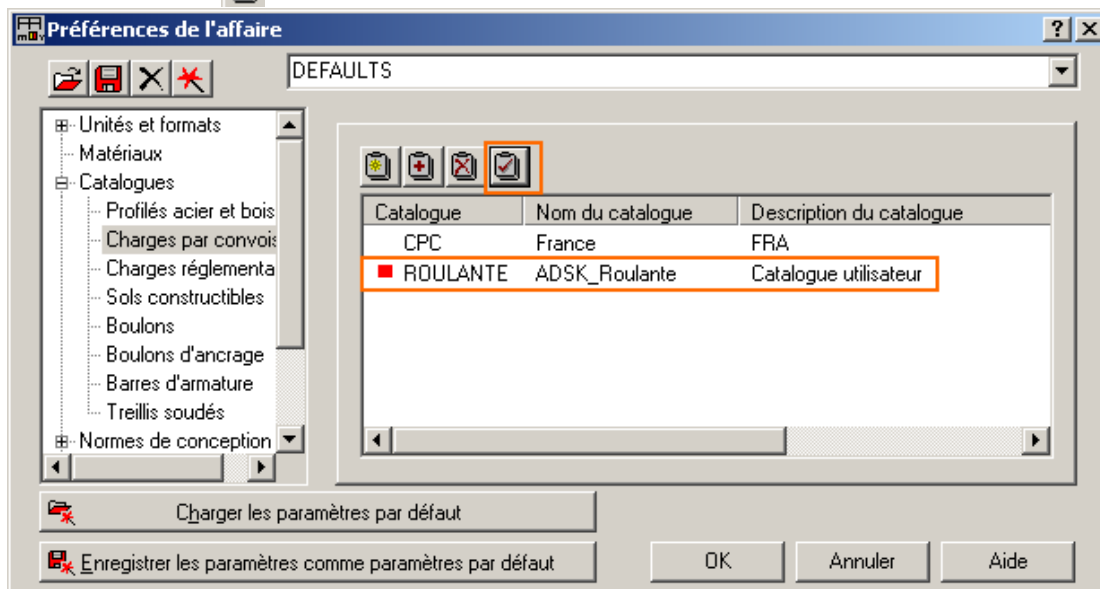 Préférences de l'affaire
DEFAULTS
Unités et formats
Matériaux
Catalogues
Profilés acier et bois
Charges par convois
Charges réglementa
Sols constructibles
Boulons
Boulons d'ancrage
Barres d'armature
Treillis soudés
Normes de conception
Catalogue Nom du catalogue Description du catalogue
CPC France FRA
ROULANTE ADSK_Roulante Catalogue utilisateur
Charger les paramètres par défaut
Enregistrer les paramètres comme paramètres par défaut
OK Annuler Aide